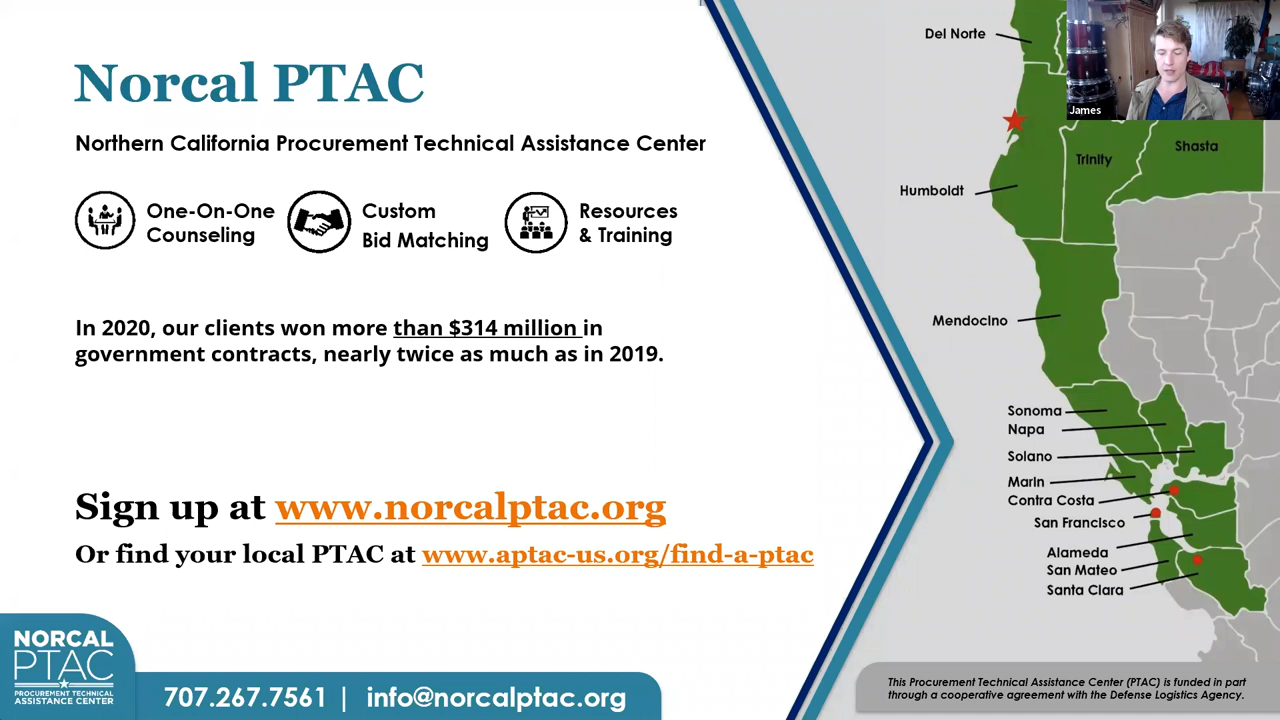 Norcal PTAC
Northern California Procurement Technical Assistance Center
One-On-One
Counseling
Custom
Bid Matching
Resources
& Training
In 2020, our clients won more than $314 million in
government contracts, nearly twice as much as in 2019.
Sign up at www.norcalptac.org
Or find your local PTAC at www.aptac-us.org/find-a-ptac
NORCAL
PTAC
PROCUREMENT TECHNICAL
ASSISTANCE CENTER
707.267.7561 | info@norcalptac.org
Del Norte
James
Trinity
Shasta
Humboldt
Mendocino
Sonoma
Napa
Solano
Marin
Contra Costa
San Francisco
Alameda
San Mateo
Santa Clara
This Procurement Technical Assistance Center (PTAC) is funded in part
through a cooperative agreement with the Defense Logistics Agency.